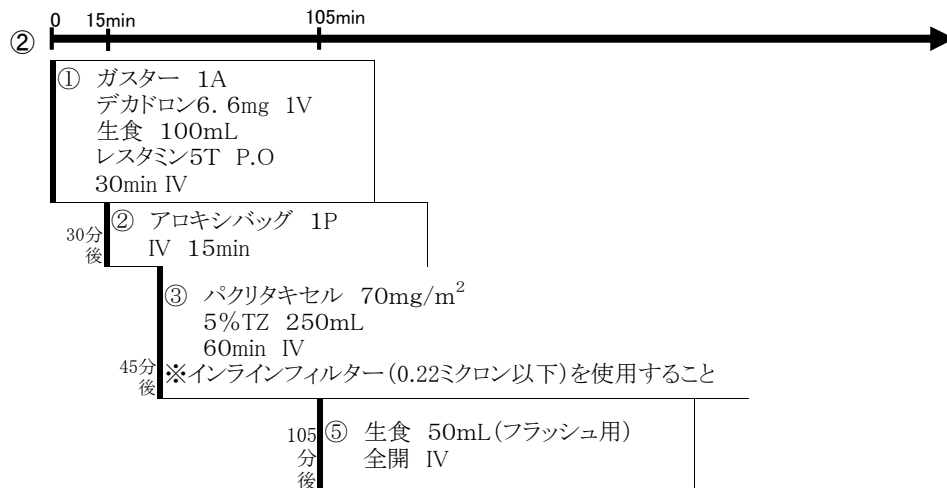 0 15min 105min
②
① ガスター 1A
デカドロン6.6mg 1V
生食 100mL
レスタミン5T P.O
30min IV
30分
後
② アロキシバッグ 1P
IV 15min
③ パクリタキセル 70mg/m²
5%TZ 250mL
60min IV
45分
後
※インラインフィルター(0.22ミクロン以下)を使用すること
105
分
後
⑤ 生食 50mL(フラッシュ用)
全開 IV